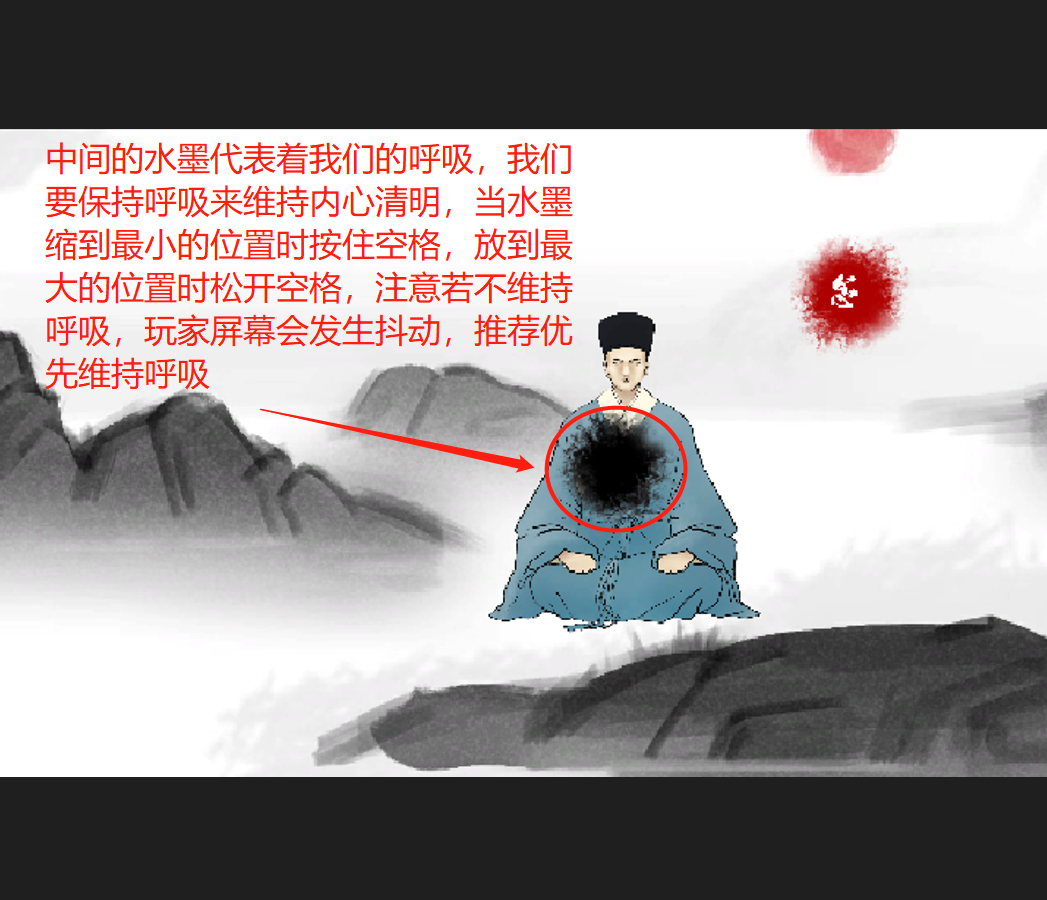 中间的水墨代表着我们的呼吸，我们
要保持呼吸来维持内心清明，当水墨
缩到最小的位置时按住空格，放到最
大的位置时松开空格，注意若不维持
呼吸，玩家屏幕会发生抖动，推荐优
先维持呼吸